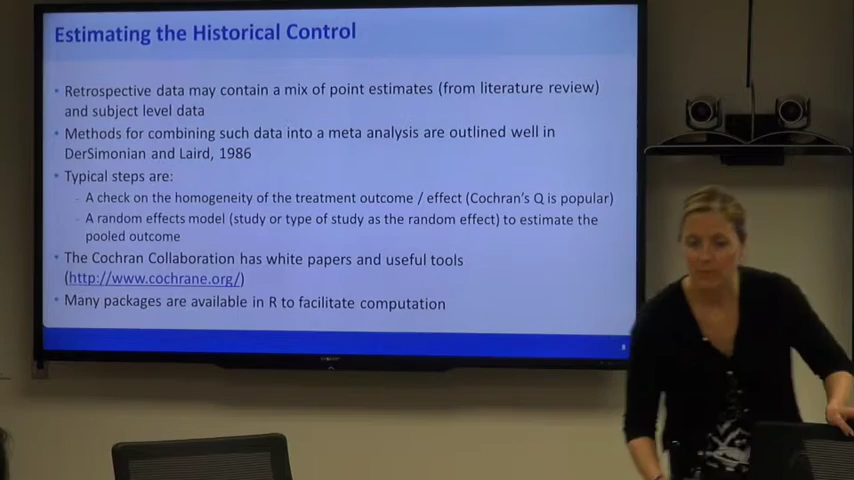 Estimating the Historical Control
• Retrospective data may contain a mix of point estimates (from literature review)
and subject level data
• Methods for combining such data into a meta analysis are outlined well in
DerSimonian and Laird, 1986
• Typical steps are:
- A check on the homogeneity of the treatment outcome / effect (Cochran's Q is popular)
- A random effects model (study or type of study as the random effect) to estimate the
pooled outcome
• The Cochran Collaboration has white papers and useful tools
(http://www.cochrane.org/)
• Many packages are available in R to facilitate computation
8